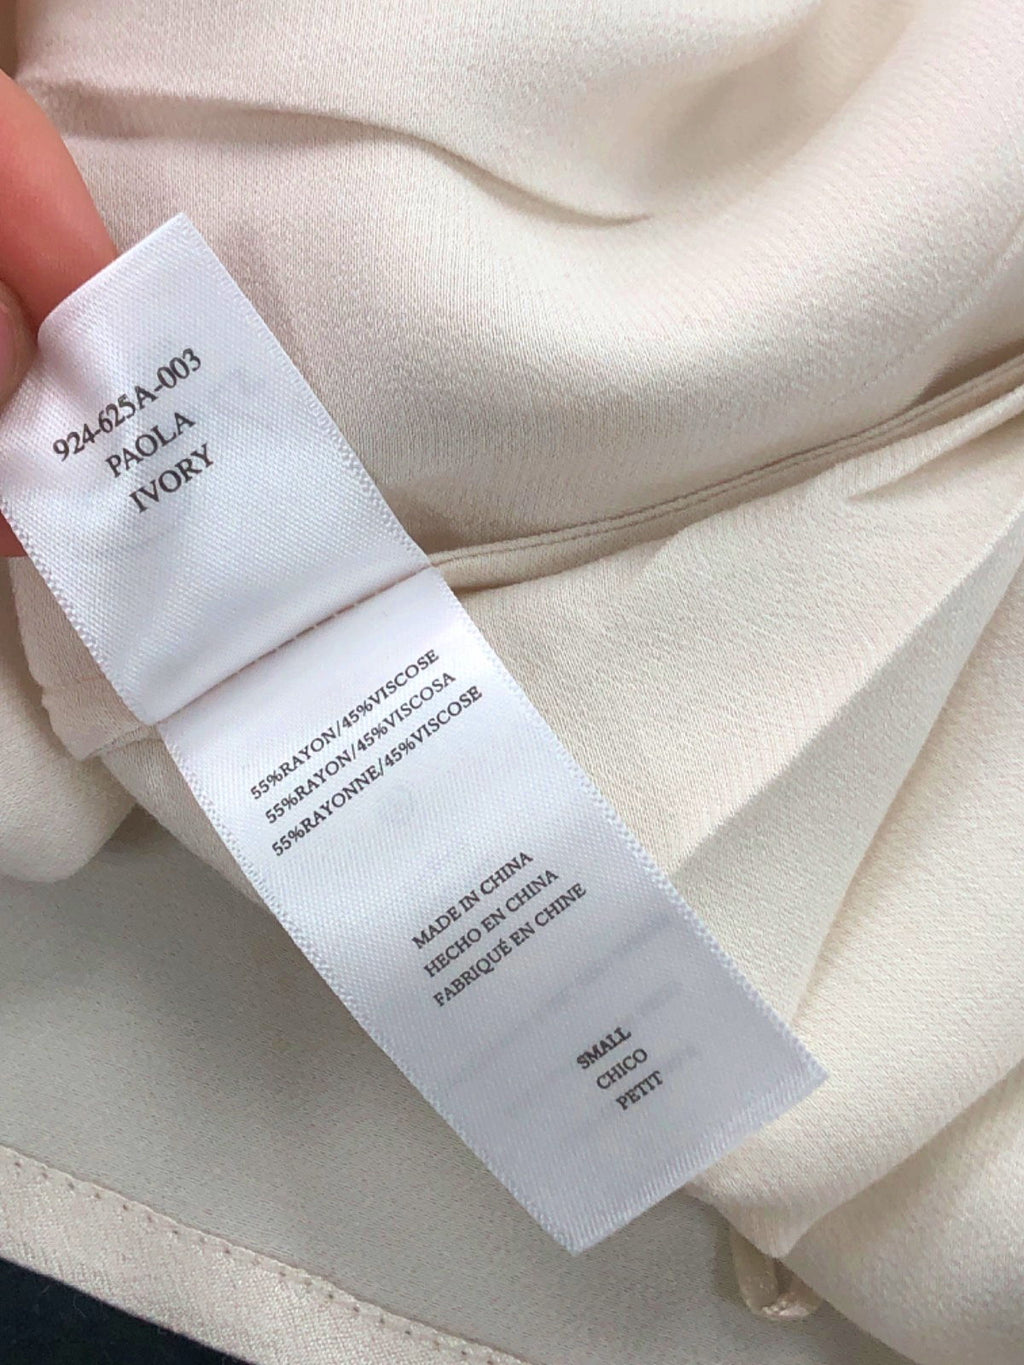 924-625A-003
PAOLA
IVORY
55%RAYON/45%VISCOSE
55%RAYON/45%VISCOSA
55%RAYONNE/45%VISCOSE
MADE IN CHINA
HECHO EN CHINA
FABRIQUÉ EN CHINE
SMALL
CHICO
PETIT